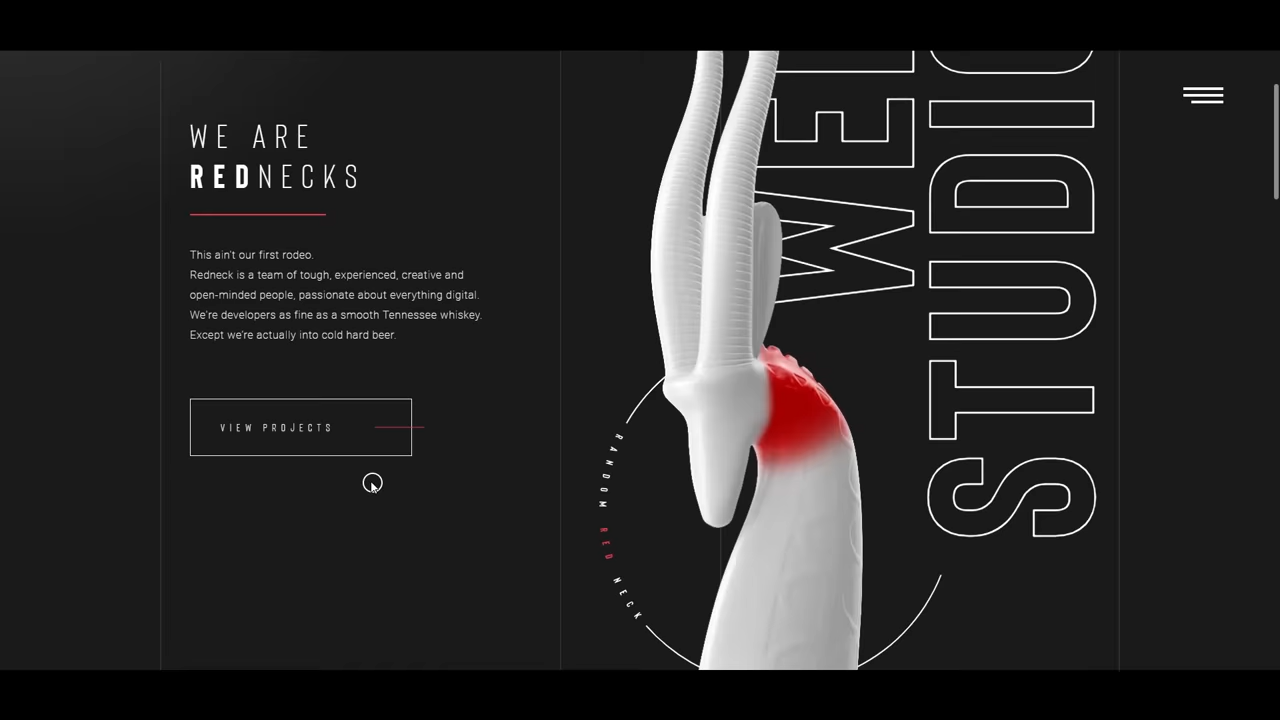 WE ARE
REDNECKS
This ain't our first rodeo.
Redneck is a team of tough, experienced, creative and
open-minded people, passionate about everything digital.
We're developers as fine as a smooth Tennessee whiskey.
Except we're actually into cold hard beer.
VIEW PROJECTS
RANDOM RED NECK
WE
STUDIO